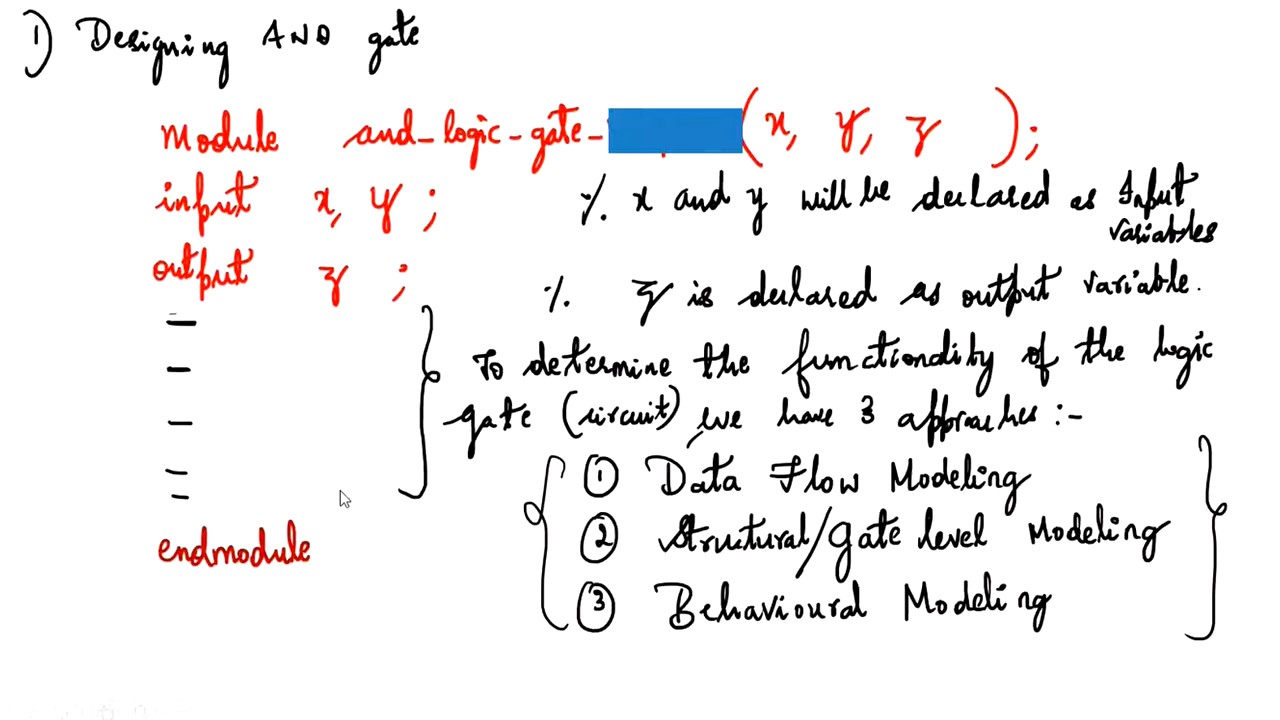 1) Designing AND gate
module and_logic-gate- (x, y, z );
input x, y ; % x and y will be declared as Input
variables
output z ; % z is declared as output variable.
To determine the functionality of the logic
gate (circuit) we have 3 approaches :-
① Data Flow Modeling
② Structural/Gate level Modeling
③ Behavioural Modeling
endmodule